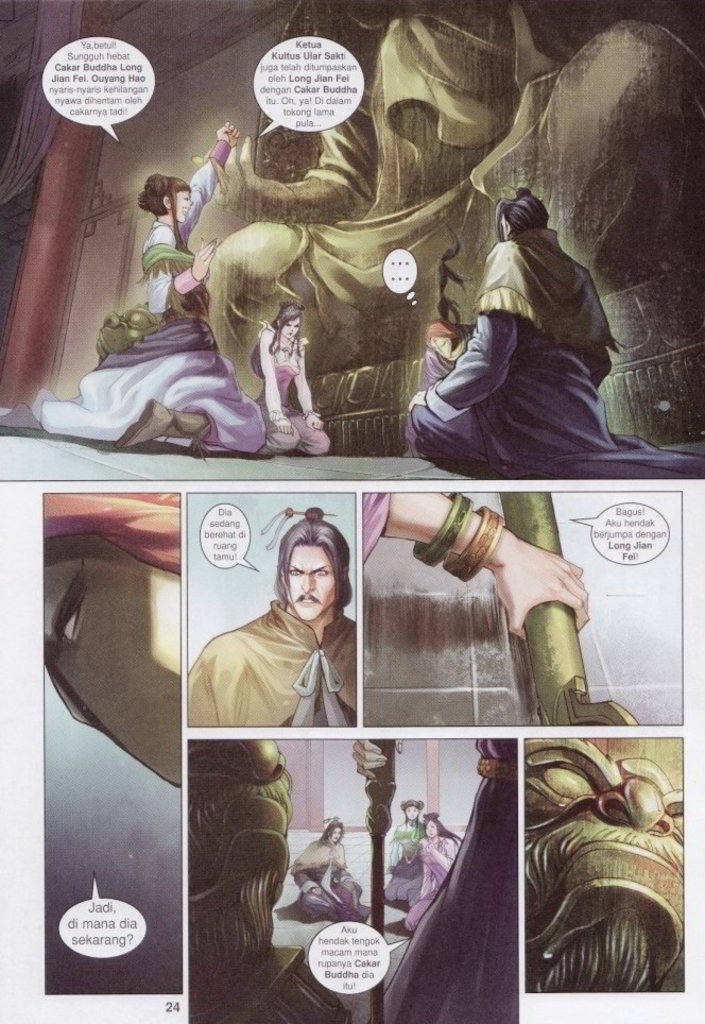 Ya,betul!
Sungguh hebat
Cakar Buddha Long
Jian Fei. Ouyang Hao
nyaris-nyaris kehilangan
nyawa dihentam oleh
cakarnya tadi!
Ketua
Kultus Ular Sakti
juga telah ditumpaskan
oleh Long Jian Fei
dengan Cakar Buddha
itu. Oh, ya! Di dalam
tokong lama
pula...
... ...
Jadi,
di mana dia
sekarang?
Dia
sedang
berehat di
ruang
tamu!
Bagus!
Aku hendak
berjumpa dengan
Long Jian
Fei!
Aku
hendak tengok
macam mana
rupanya Cakar
Buddha dia
itu!
24